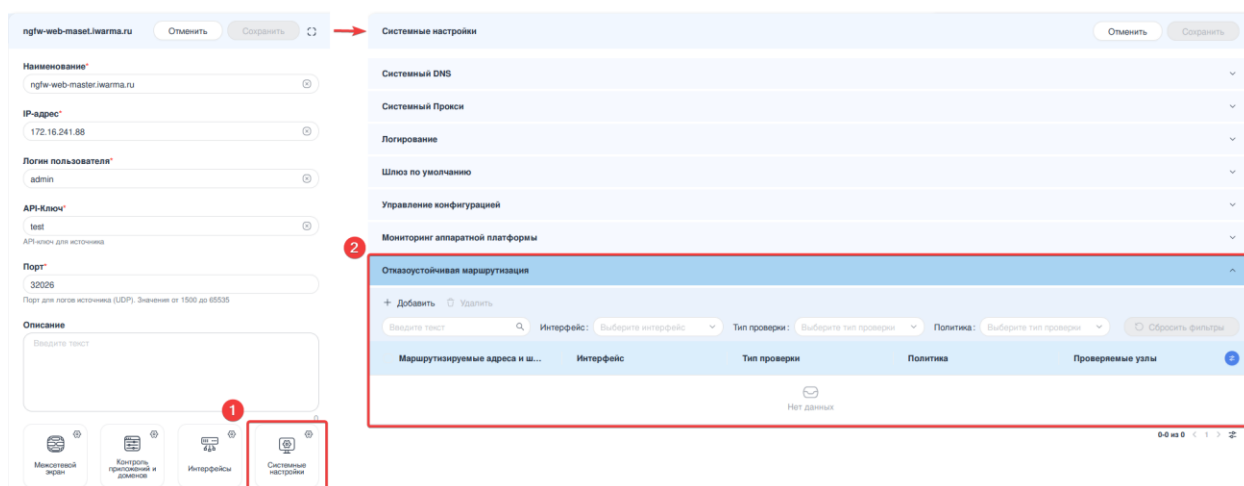 ngfw-web-maset.iwarma.ru
Отменить
Сохранить
Наименование*
ngfw-web-master.iwarma.ru
IP-адрес*
172.16.241.88
Логин пользователя*
admin
API-Ключ*
test
API-ключ для источника
Порт*
32026
Порт для логов источника (UDP). Значения от 1500 до 65535
Описание
Введите текст
0
1
Межсетевой экран
Контроль приложений и доменов
Интерфейсы
Системные настройки
Системные настройки
Отменить
Сохранить
Системный DNS
Системный Прокси
Логирование
Шлюз по умолчанию
Управление конфигурацией
Мониторинг аппаратной платформы
2
Отказоустойчивая маршрутизация
+ Добавить
Удалить
Введите текст
Интерфейс:
Выберите интерфейс
Тип проверки:
Выберите тип проверки
Политика:
Выберите тип проверки
Сбросить фильтры
Маршрутизируемые адреса и ш...
Интерфейс
Тип проверки
Политика
Проверяемые узлы
Нет данных
0-0 из 0 < 1 >